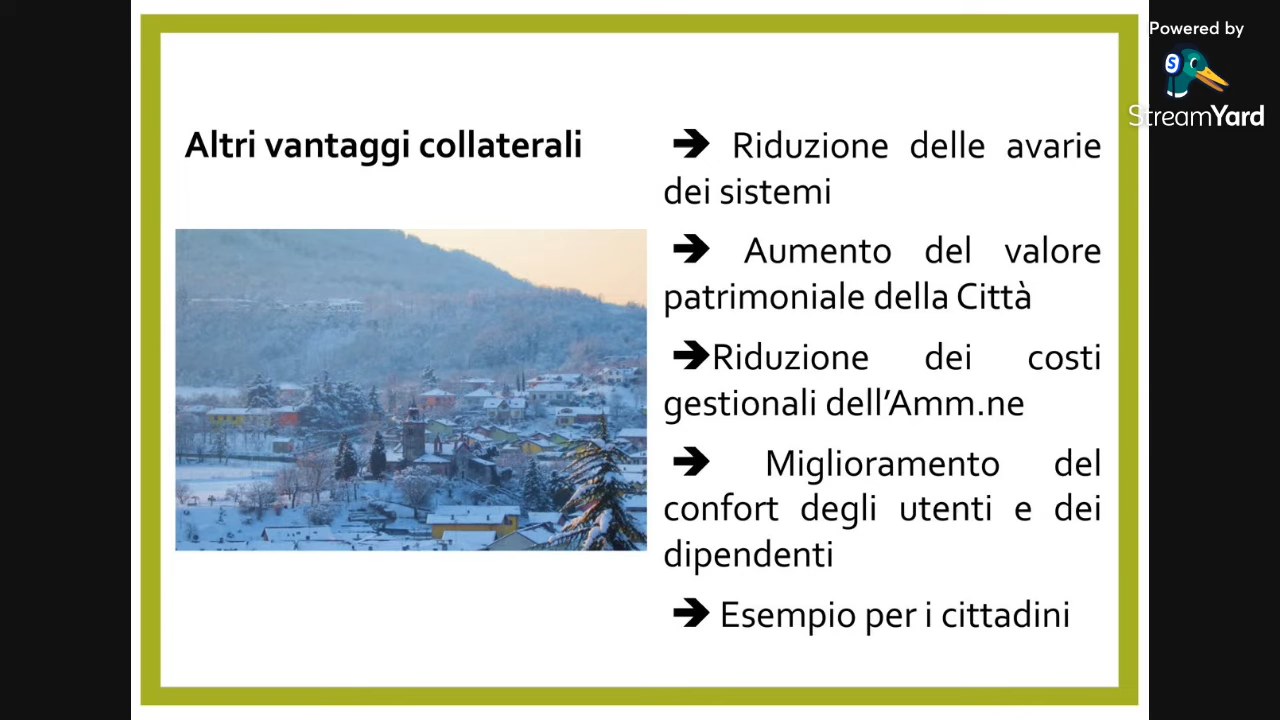 Powered by
StreamYard
Altri vantaggi collaterali
➔ Riduzione delle avarie
dei sistemi
➔ Aumento del valore
patrimoniale della Città
➔Riduzione dei costi
gestionali dell'Amm.ne
➔ Miglioramento del
confort degli utenti e dei
dipendenti
➔ Esempio per i cittadini